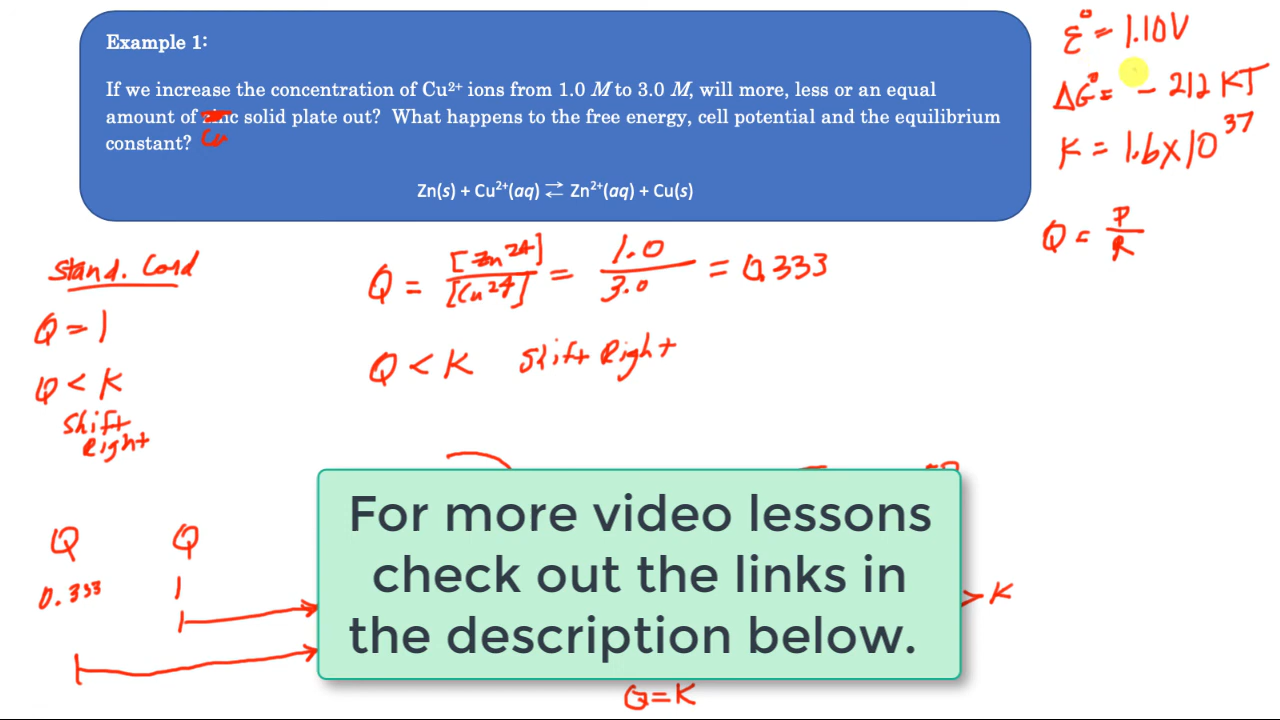 Example 1:
If we increase the concentration of Cu²⁺ ions from 1.0 M to 3.0 M, will more, less or an equal
amount of zinc solid plate out? What happens to the free energy, cell potential and the equilibrium
Cu
constant?
Zn(s) + Cu²⁺(aq) ⇄ Zn²⁺(aq) + Cu(s)
ℰ° = 1.10V
ΔG° = - 212 KJ
K = 1.6x10³⁷
Q = P/R
Stand. Cond
Q = 1
Q < K
Shift
Right
Q = [Zn²⁺]/[Cu²⁺] = 1.0/3.0 = 0.333
Q < K Shift Right
Q Q
0.333 1
K
Q = K
For more video lessons
check out the links in
the description below.